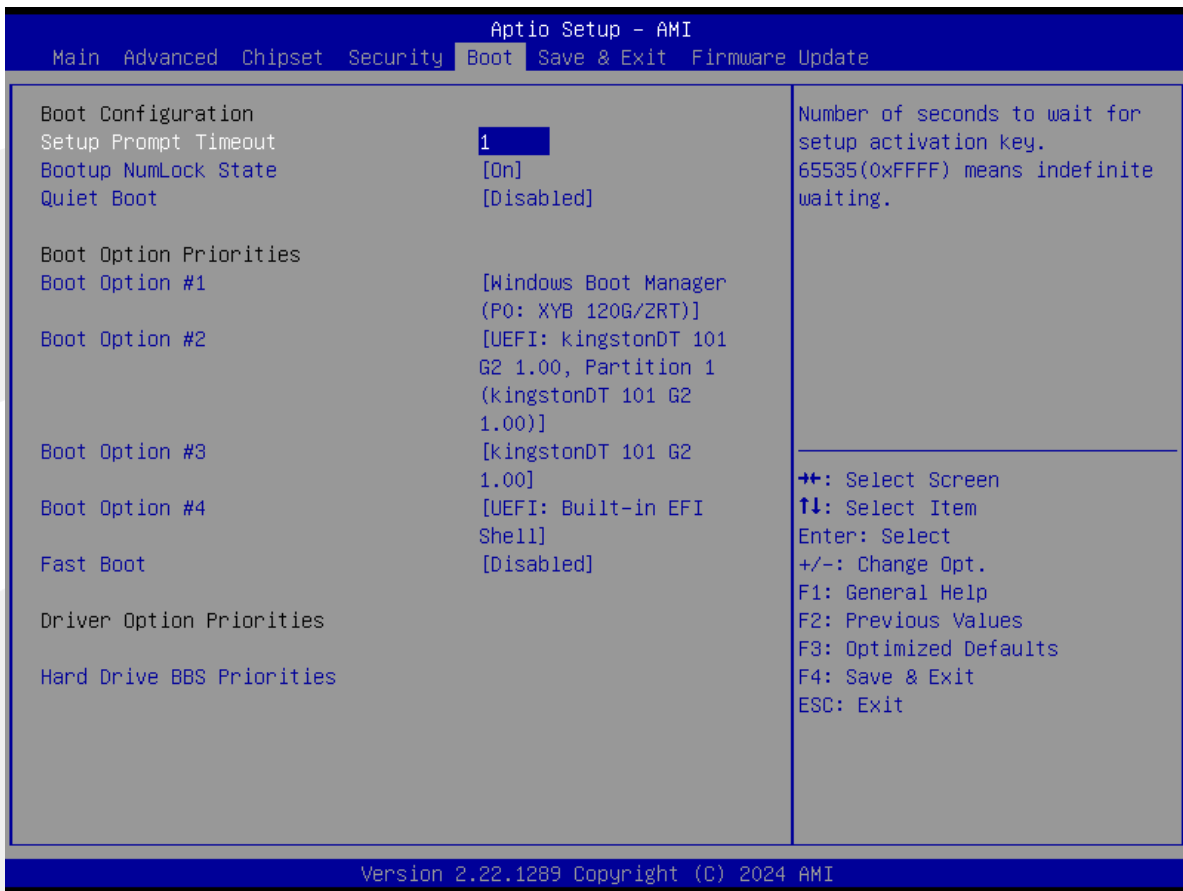 Aptio Setup - AMI
Main Advanced Chipset Security Boot Save & Exit Firmware Update
Boot Configuration
Setup Prompt Timeout 1
Bootup NumLock State [On]
Quiet Boot [Disabled]
Boot Option Priorities
Boot Option #1 [Windows Boot Manager
(P0: XYB 120G/ZRT)]
Boot Option #2 [UEFI: kingstonDT 101
G2 1.00, Partition 1
(kingstonDT 101 G2
1.00)]
Boot Option #3 [kingstonDT 101 G2
1.00]
Boot Option #4 [UEFI: Built-in EFI
Shell]
Fast Boot [Disabled]
Driver Option Priorities
Hard Drive BBS Priorities
Number of seconds to wait for
setup activation key.
65535(0xFFFF) means indefinite
waiting.
→←: Select Screen
↑↓: Select Item
Enter: Select
+/-: Change Opt.
F1: General Help
F2: Previous Values
F3: Optimized Defaults
F4: Save & Exit
ESC: Exit
Version 2.22.1289 Copyright (C) 2024 AMI